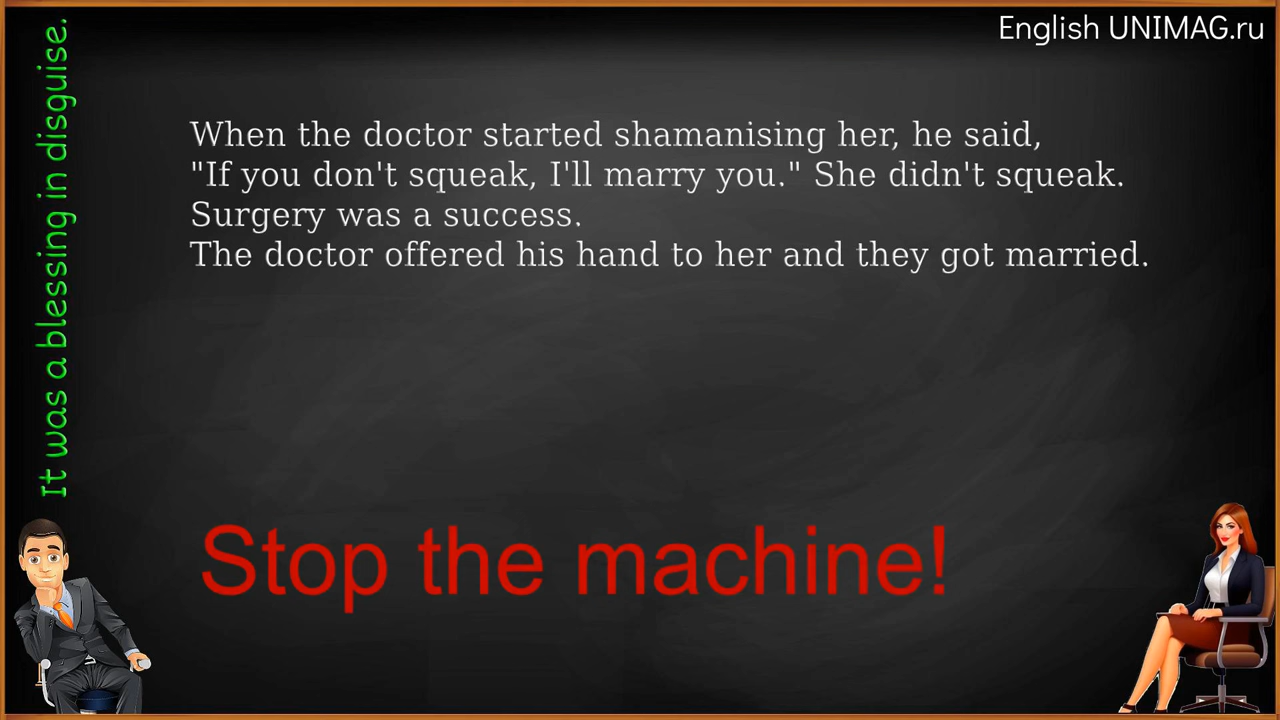 English UNIMAG.ru
It was a blessing in disguise.
When the doctor started shamanising her, he said,
"If you don't squeak, I'll marry you." She didn't squeak.
Surgery was a success.
The doctor offered his hand to her and they got married.
Stop the machine!